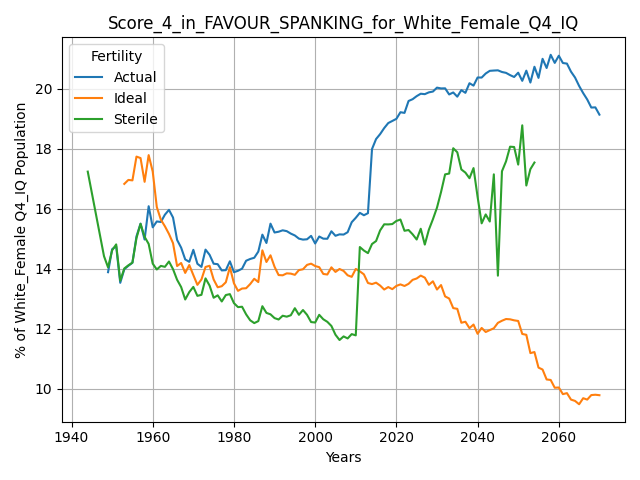 Score_4_in_FAVOUR_SPANKING_for_White_Female_Q4_IQ
Fertility
Actual
Ideal
Sterile
% of White_Female Q4_IQ Population
20
18
16
14
12
10
1940
1960
1980
2000
2020
2040
2060
Years